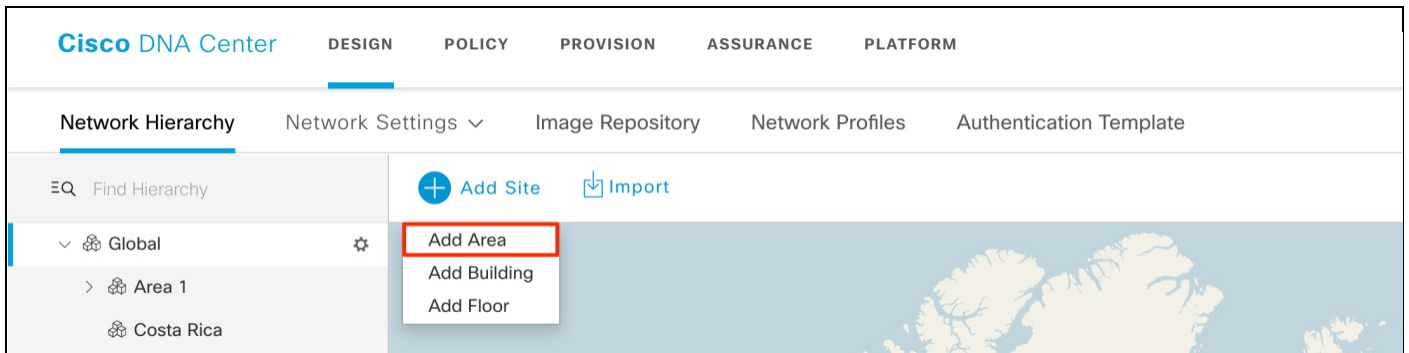 Cisco DNA Center DESIGN POLICY PROVISION ASSURANCE PLATFORM
Network Hierarchy Network Settings Image Repository Network Profiles Authentication Template
Find Hierarchy
Add Site Import
Global
Add Area
Add Building
Add Floor
Area 1
Costa Rica